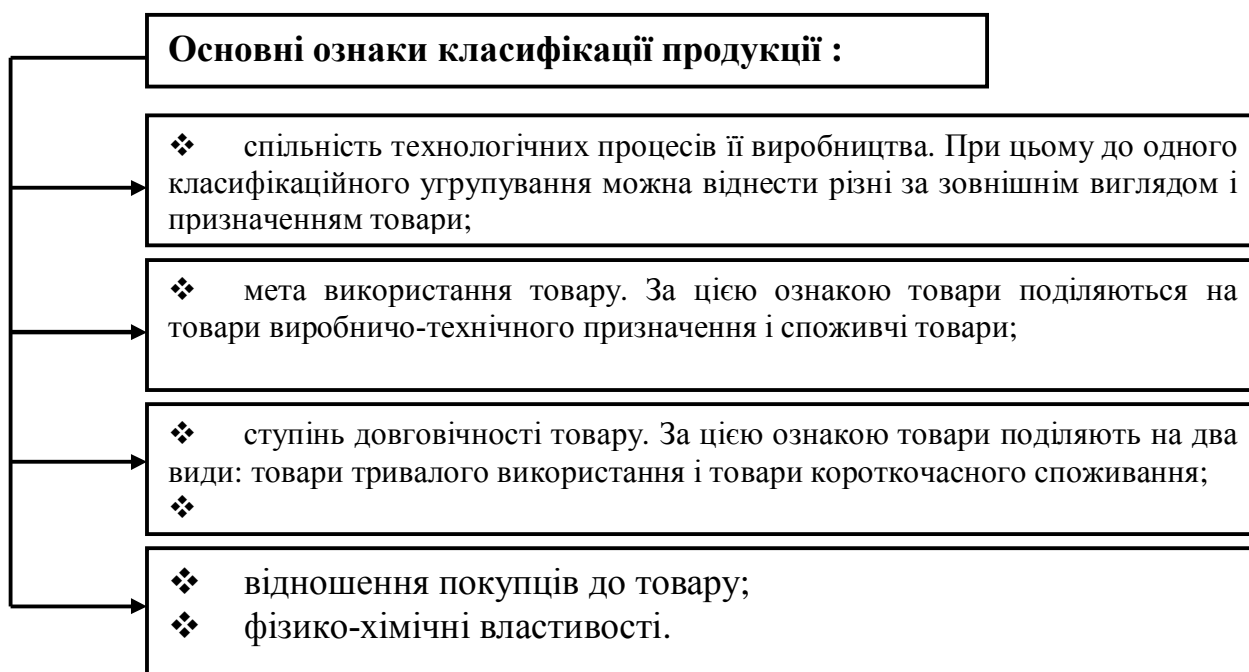 Основні ознаки класифікації продукції :
❖ спільність технологічних процесів її виробництва. При цьому до одного
класифікаційного угрупування можна віднести різні за зовнішнім виглядом і
призначенням товари;
❖ мета використання товару. За цією ознакою товари поділяються на
товари виробничо-технічного призначення і споживчі товари;
❖ ступінь довговічності товару. За цією ознакою товари поділяють на два
види: товари тривалого використання і товари короткочасного споживання;
❖
❖ відношення покупців до товару;
❖ фізико-хімічні властивості.